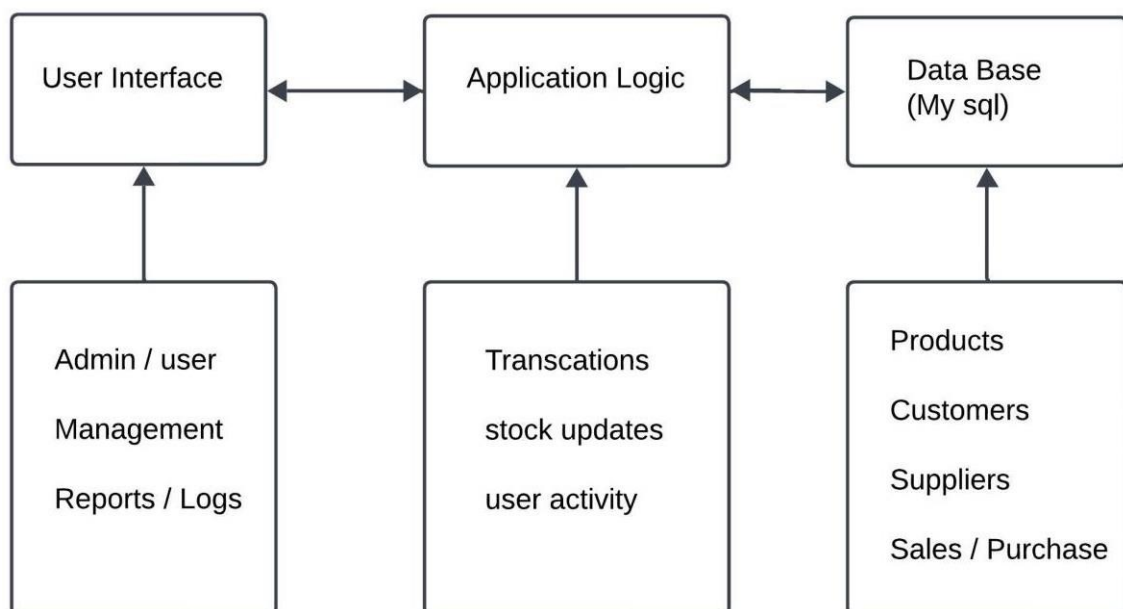 User Interface
Application Logic
Data Base
(My sql)
Admin / user
Management
Reports / Logs
Transcations
stock updates
user activity
Products
Customers
Suppliers
Sales / Purchase